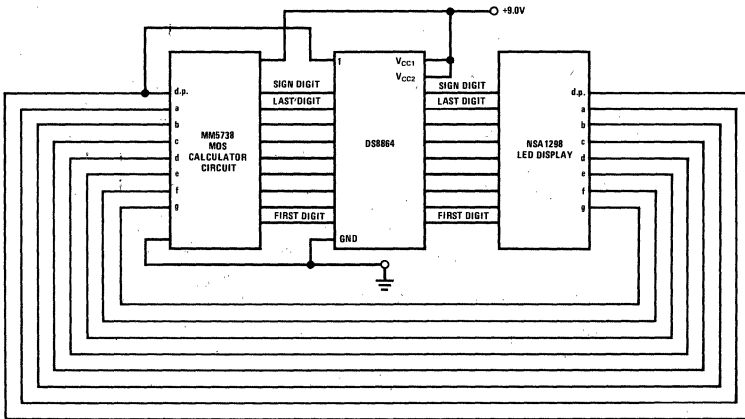 +9.0V
1
VCC1
VCC2
SIGN DIGIT
LAST DIGIT
FIRST DIGIT
d.p.
a
b
c
d
e
f
g
MM5738
MOS
CALCULATOR
CIRCUIT
DS8864
GND
SIGN DIGIT
LAST DIGIT
FIRST DIGIT
NSA1298
LED DISPLAY
d.p.
a
b
c
d
e
f
g